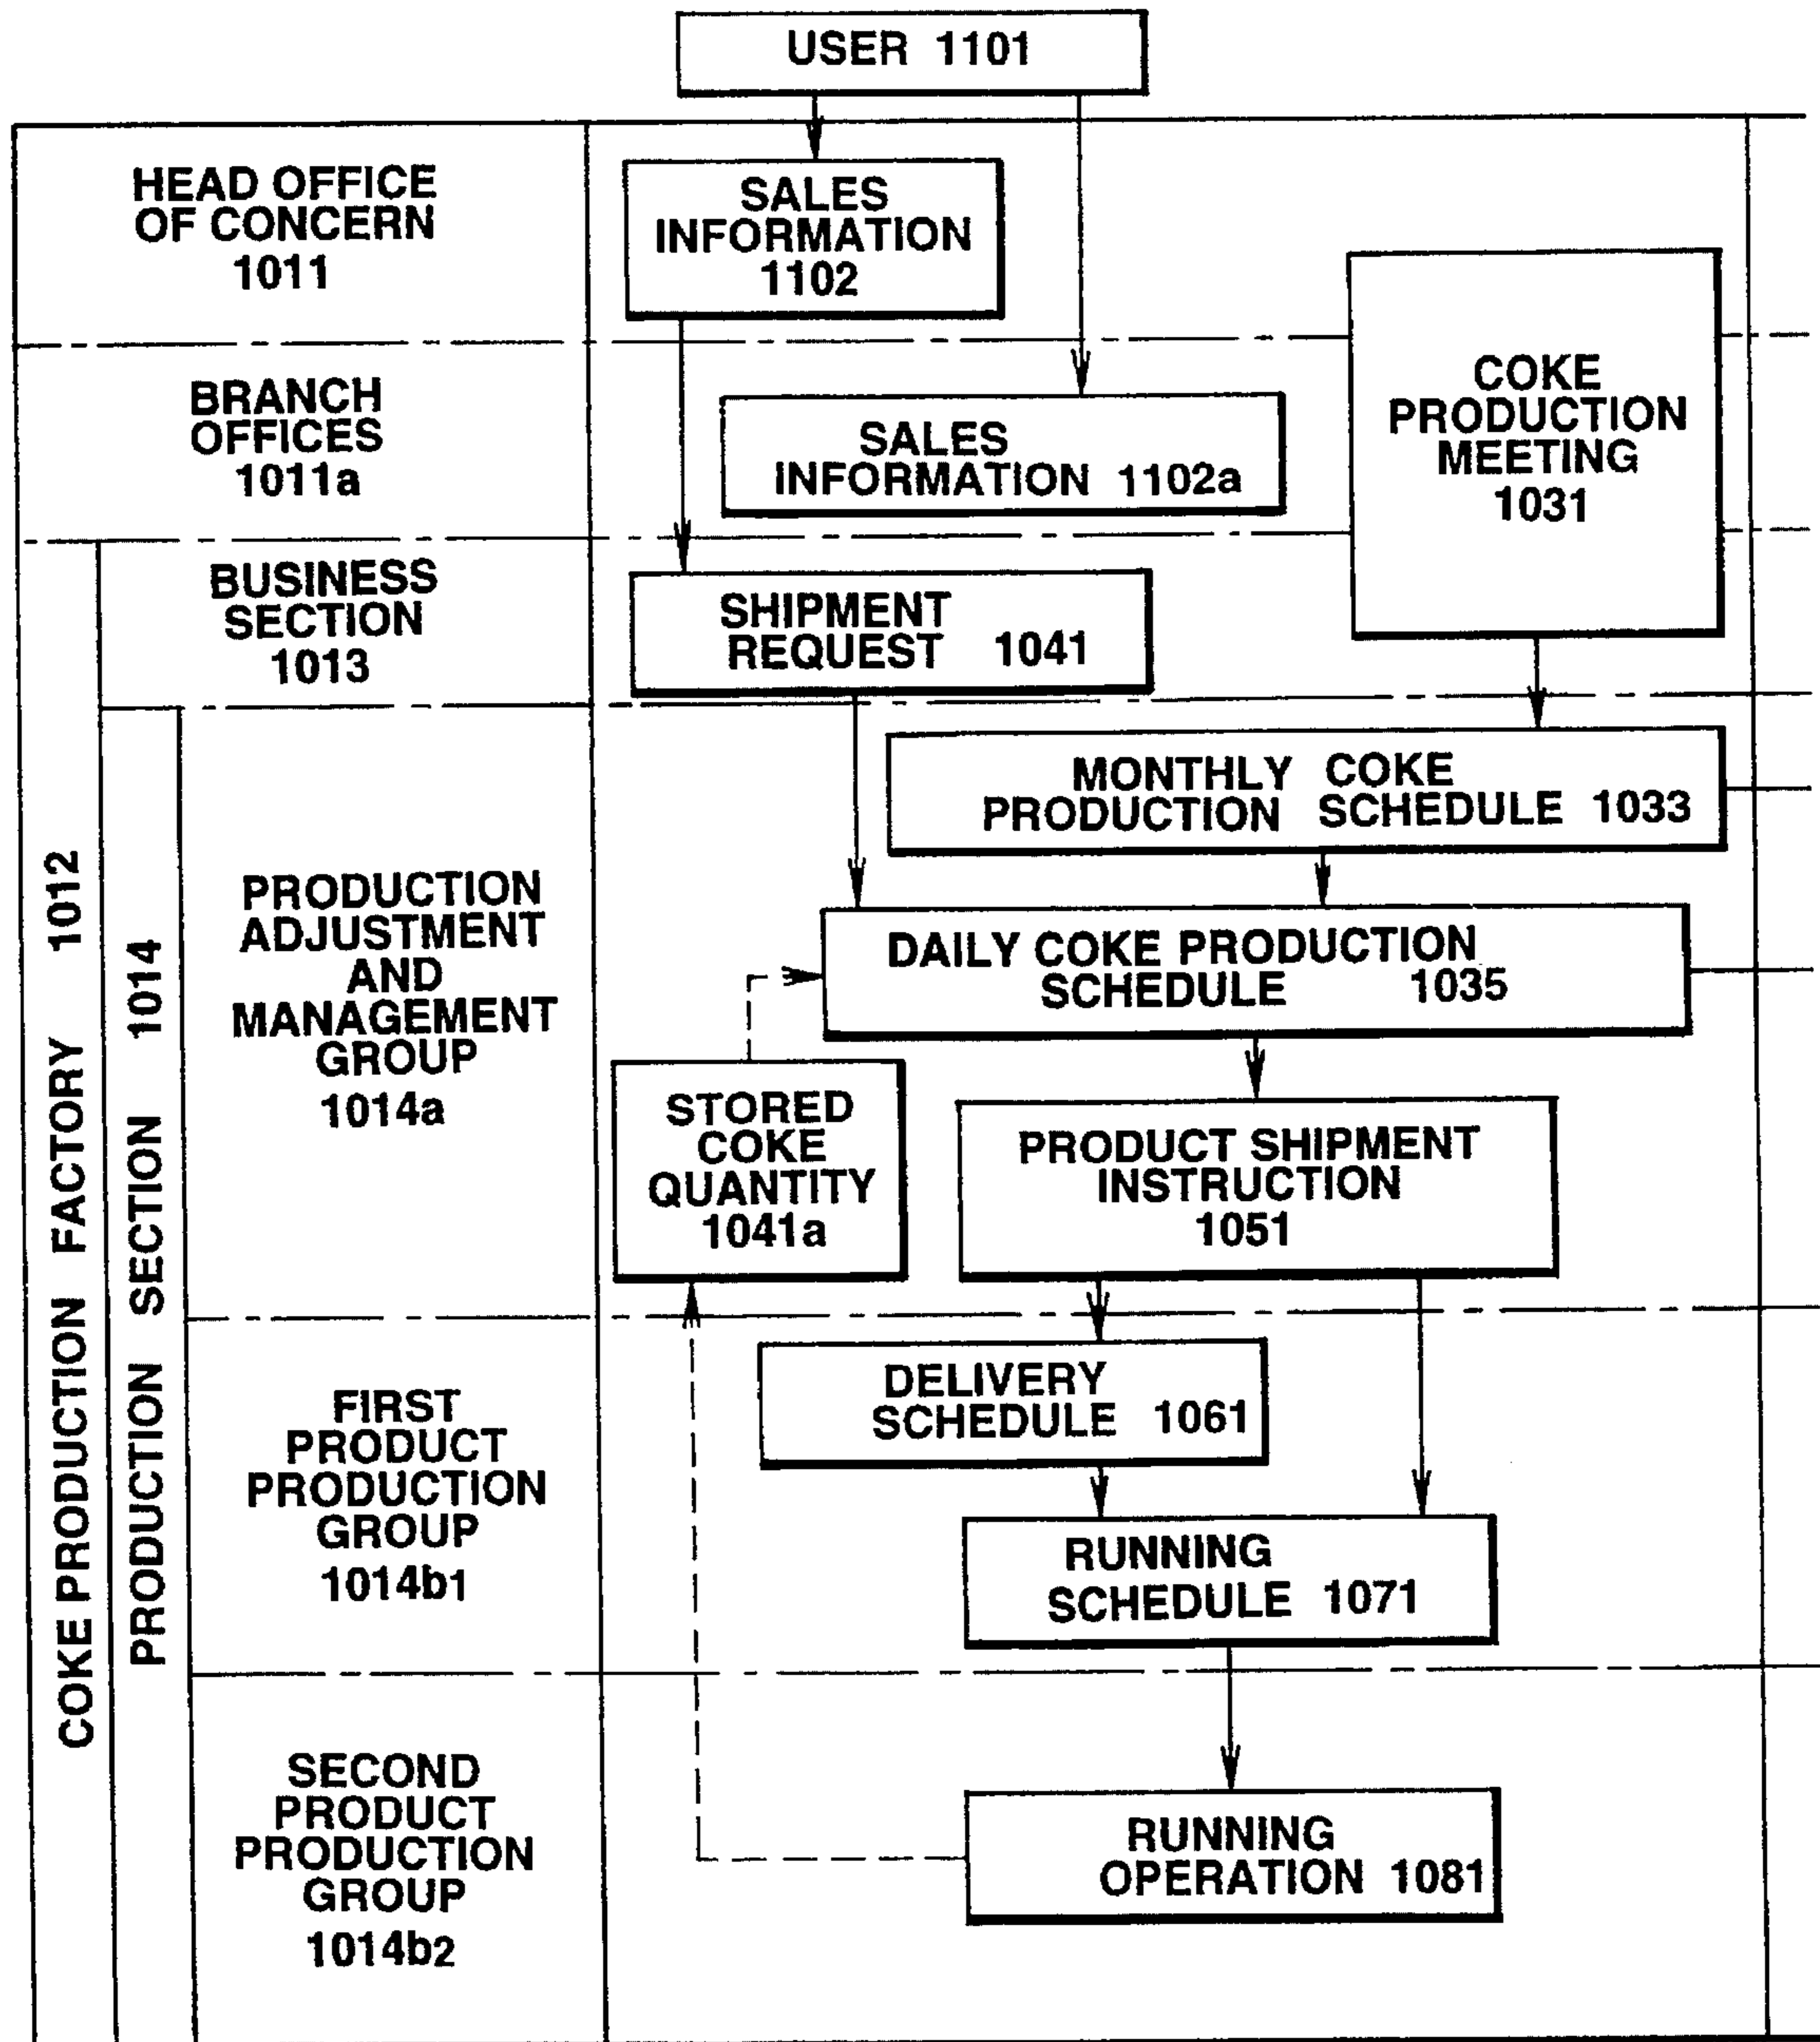 USER 1101
HEAD OFFICE
OF CONCERN
1011
SALES
INFORMATION
1102
BRANCH
OFFICES
1011a
SALES
INFORMATION 1102a
COKE
PRODUCTION
MEETING
1031
BUSINESS
SECTION
1013
SHIPMENT
REQUEST 1041
COKE PRODUCTION FACTORY 1012
PRODUCTION SECTION 1014
PRODUCTION
ADJUSTMENT
AND
MANAGEMENT
GROUP
1014a
MONTHLY COKE
PRODUCTION SCHEDULE 1033
DAILY COKE PRODUCTION
SCHEDULE 1035
STORED
COKE
QUANTITY
1041a
PRODUCT SHIPMENT
INSTRUCTION
1051
FIRST
PRODUCT
PRODUCTION
GROUP
1014b1
DELIVERY
SCHEDULE 1061
RUNNING
SCHEDULE 1071
SECOND
PRODUCT
PRODUCTION
GROUP
1014b2
RUNNING
OPERATION 1081